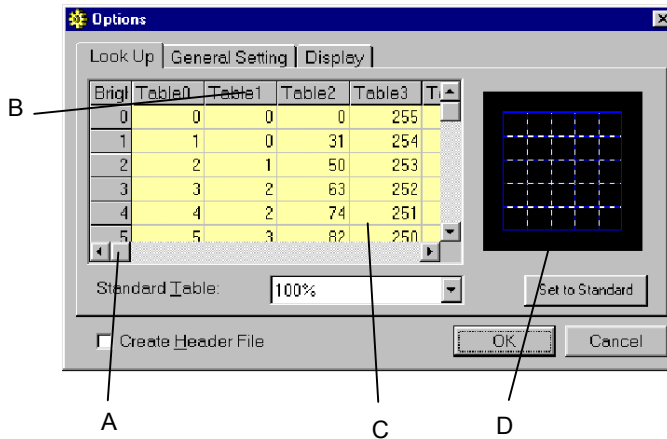 Options
Look Up General Setting Display
B
Brigl Table0 Table1 Table2 Table3
0 0 0 0 255
1 1 0 31 254
2 2 1 50 253
3 3 2 63 252
4 4 2 74 251
5 5 3 82 250
Standard Table: 100% Set to Standard
Create Header File OK Cancel
A C D